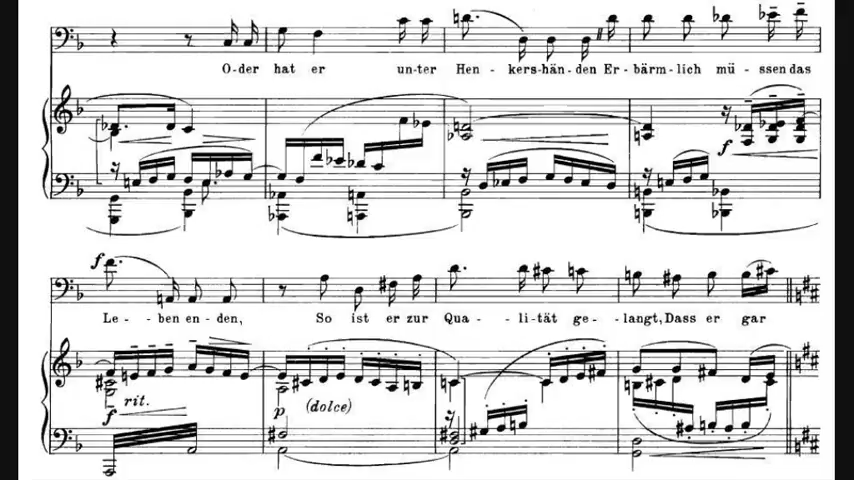 O-der hat er un-ter Hen-kers-hän-den Er-bärm-lich müs-sen das
f
f
Le-ben en-den, So ist er zur Qua-li-tät ge-langt, Dass er gar
rit.
f
p (dolce)